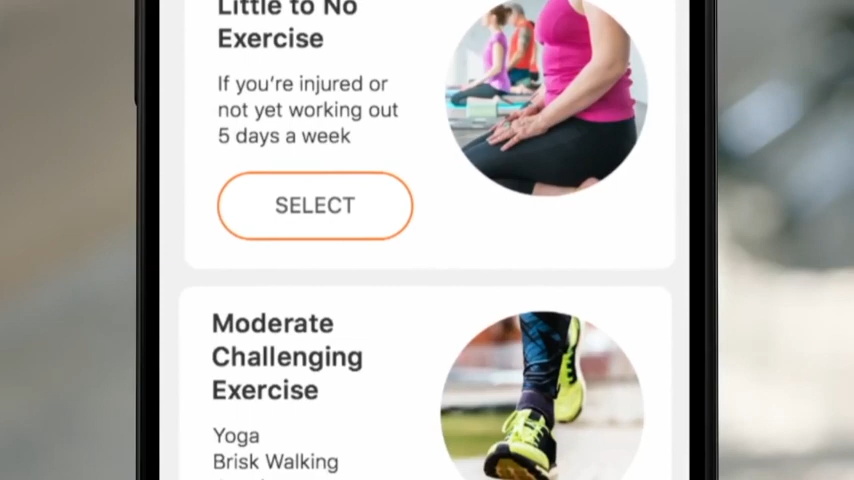 Little to No
Exercise
If you're injured or
not yet working out
5 days a week
SELECT
Moderate
Challenging
Exercise
Yoga
Brisk Walking